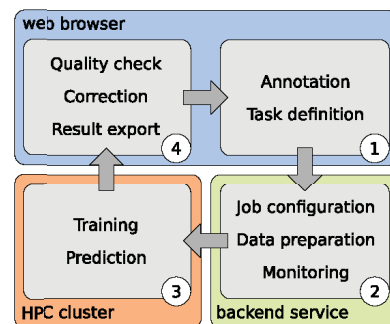 web browser
Quality check
Correction
Result export
4
Annotation
Task definition
1
Training
Prediction
3
HPC cluster
Job configuration
Data preparation
Monitoring
2
backend service